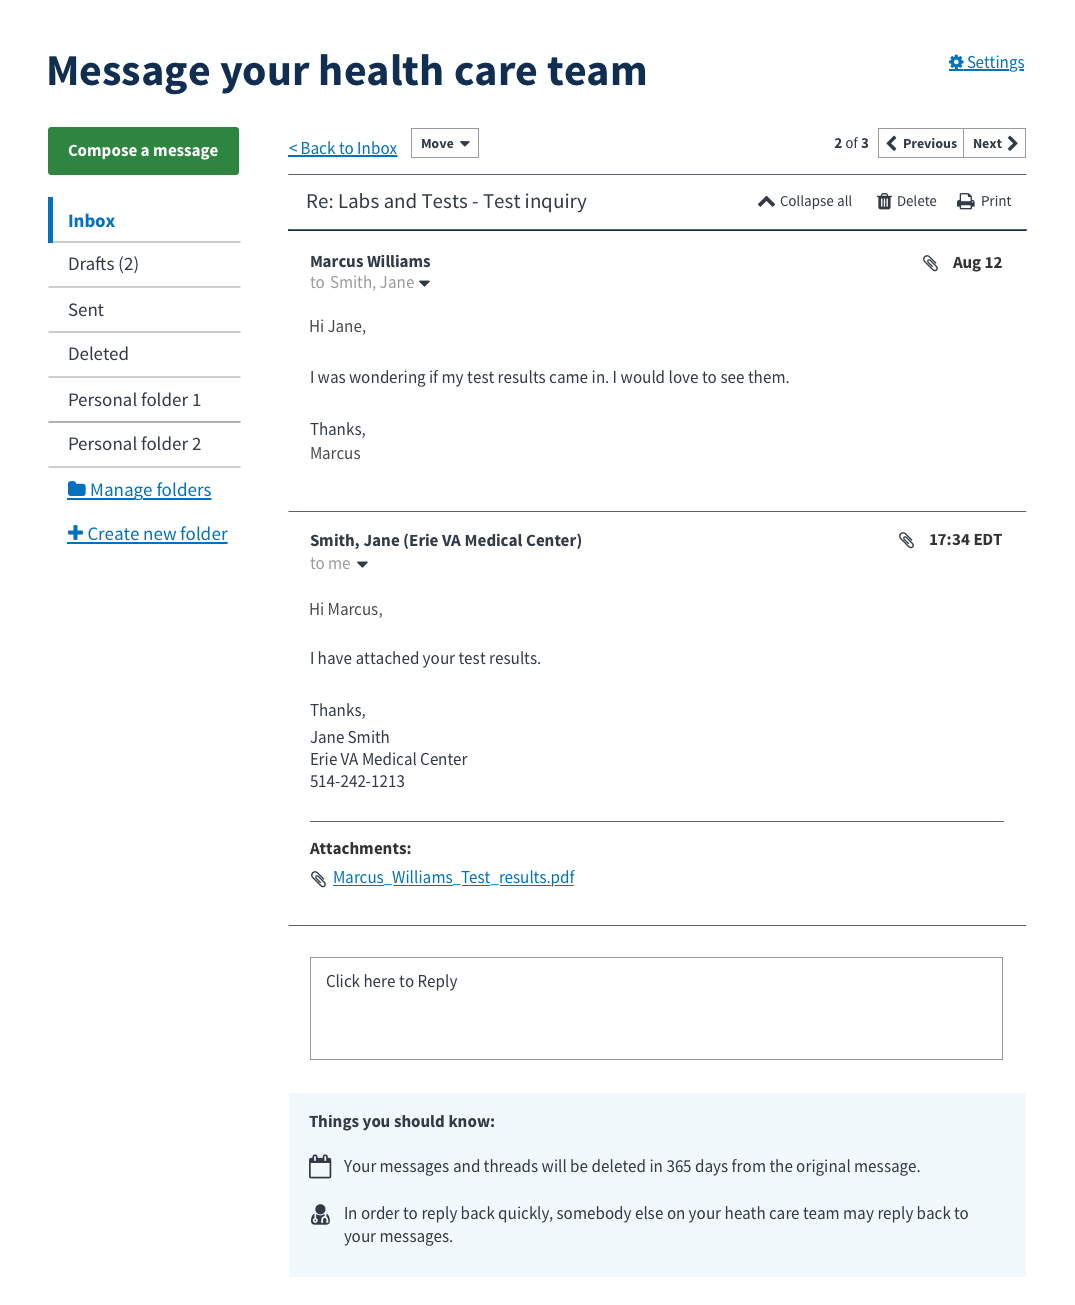 Message your health care team
Settings
Compose a message
Inbox
Drafts (2)
Sent
Deleted
Personal folder 1
Personal folder 2
Manage folders
Create new folder
< Back to Inbox
Move
2 of 3
Previous
Next
Re: Labs and Tests - Test inquiry
Collapse all
Delete
Print
Marcus Williams
Aug 12
to Smith, Jane
Hi Jane,
I was wondering if my test results came in. I would love to see them.
Thanks,
Marcus
Smith, Jane (Erie VA Medical Center)
17:34 EDT
to me
Hi Marcus,
I have attached your test results.
Thanks,
Jane Smith
Erie VA Medical Center
514-242-1213
Attachments:
Marcus_Williams_Test_results.pdf
Click here to Reply
Things you should know:
Your messages and threads will be deleted in 365 days from the original message.
In order to reply back quickly, somebody else on your heath care team may reply back to
your messages.